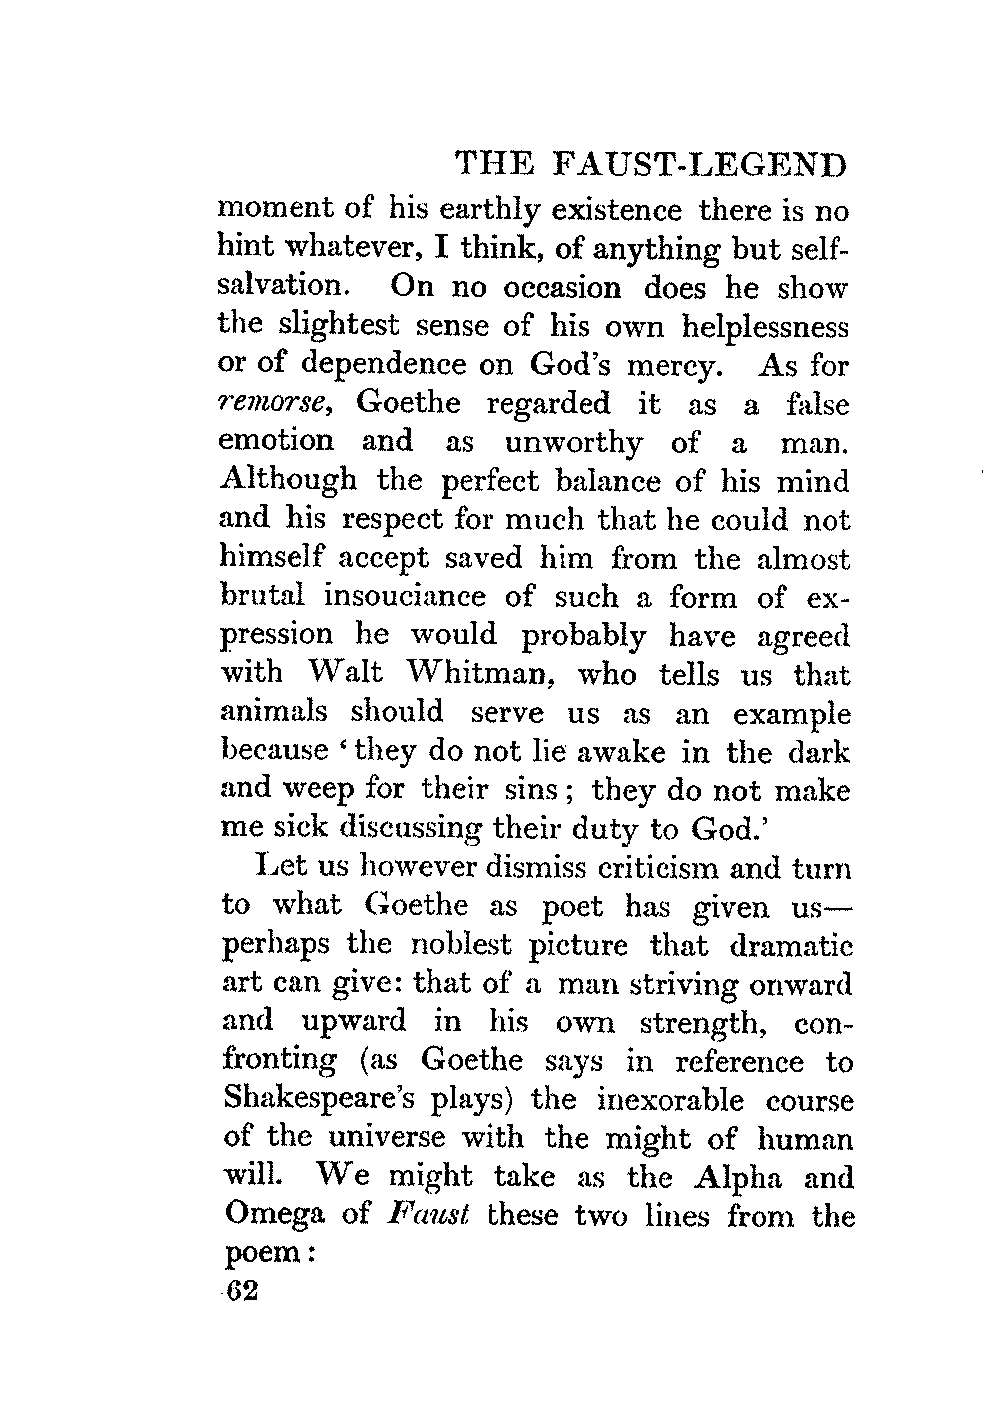 THE FAUST-LEGEND
moment of his earthly existence there is no
hint whatever, I think, of anything but self-
salvation. On no occasion does he show
the slightest sense of his own helplessness
or of dependence on God's mercy. As for
remorse, Goethe regarded it as a false
emotion and as unworthy of a man.
Although the perfect balance of his mind
and his respect for much that he could not
himself accept saved him from the almost
brutal insouciance of such a form of ex-
pression he would probably have agreed
with Walt Whitman, who tells us that
animals should serve us as an example
because ‘they do not lie awake in the dark
and weep for their sins; they do not make
me sick discussing their duty to God.’
Let us however dismiss criticism and turn
to what Goethe as poet has given us—
perhaps the noblest picture that dramatic
art can give: that of a man striving onward
and upward in his own strength, con-
fronting (as Goethe says in reference to
Shakespeare's plays) the inexorable course
of the universe with the might of human
will. We might take as the Alpha and
Omega of Faust these two lines from the
poem:
62